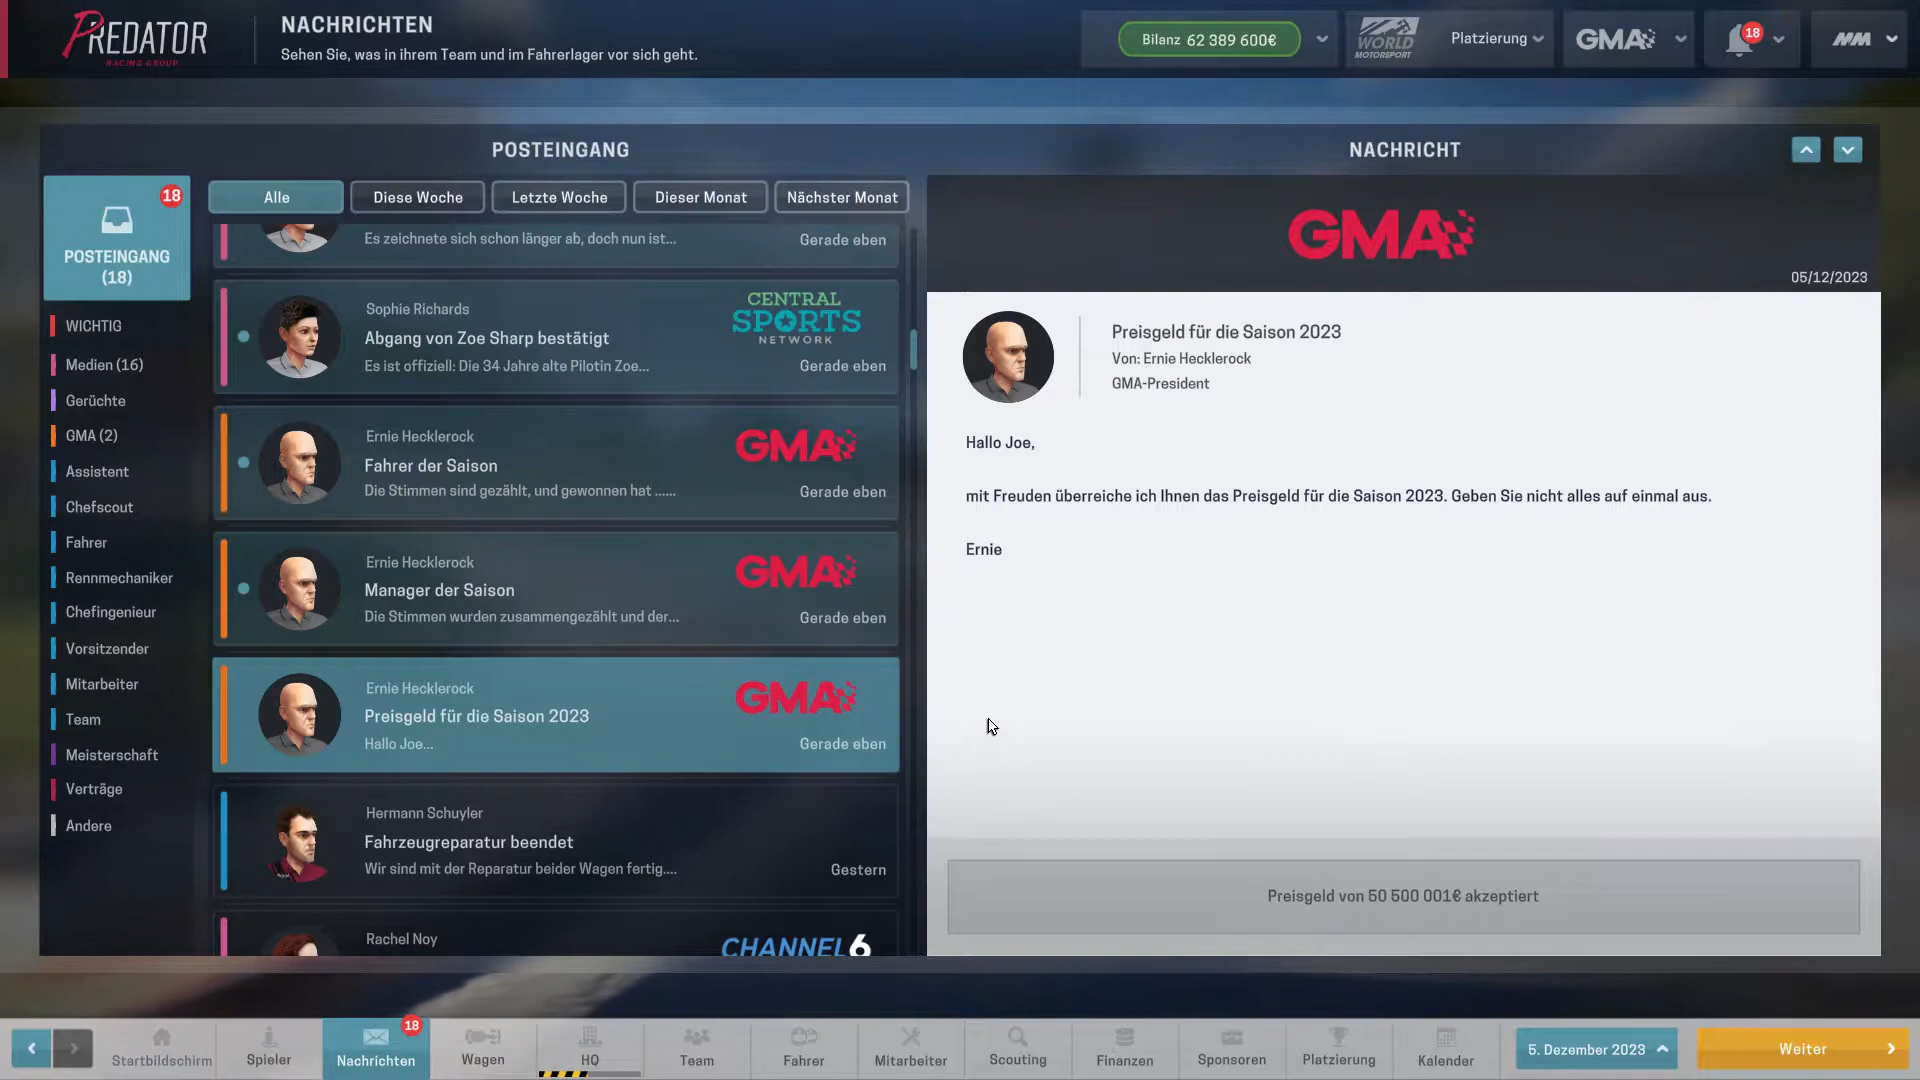 PREDATOR
RACING GROUP
NACHRICHTEN
Sehen Sie, was in ihrem Team und im Fahrerlager vor sich geht.
Bilanz 62 389 600€
WORLD
MOTORSPORT
Platzierung
GMA
18
POSTEINGANG
NACHRICHT
18
POSTEINGANG
(18)
WICHTIG
Medien (16)
Gerüchte
GMA (2)
Assistent
Chefscout
Fahrer
Rennmechaniker
Chefingenieur
Vorsitzender
Mitarbeiter
Team
Meisterschaft
Verträge
Andere
Alle
Diese Woche
Letzte Woche
Dieser Monat
Nächster Monat
Es zeichnete sich schon länger ab, doch nun ist...
Gerade eben
Sophie Richards
Abgang von Zoe Sharp bestätigt
Es ist offiziell: Die 34 Jahre alte Pilotin Zoe...
CENTRAL
SPORTS
NETWORK
Gerade eben
Ernie Hecklerock
Fahrer der Saison
Die Stimmen sind gezählt, und gewonnen hat ......
GMA
Gerade eben
Ernie Hecklerock
Manager der Saison
Die Stimmen wurden zusammengezählt und der...
GMA
Gerade eben
Ernie Hecklerock
Preisgeld für die Saison 2023
Hallo Joe...
GMA
Gerade eben
Hermann Schuyler
Fahrzeugreparatur beendet
Wir sind mit der Reparatur beider Wagen fertig....
Gestern
Rachel Noy
CHANNEL6
GMA
05/12/2023
Preisgeld für die Saison 2023
Von: Ernie Hecklerock
GMA-President
Hallo Joe,
mit Freuden überreiche ich Ihnen das Preisgeld für die Saison 2023. Geben Sie nicht alles auf einmal aus.
Ernie
Preisgeld von 50 500 001€ akzeptiert
Startbildschirm
Spieler
18
Nachrichten
Wagen
HQ
Team
Fahrer
Mitarbeiter
Scouting
Finanzen
Sponsoren
Platzierung
Kalender
5. Dezember 2023
Weiter